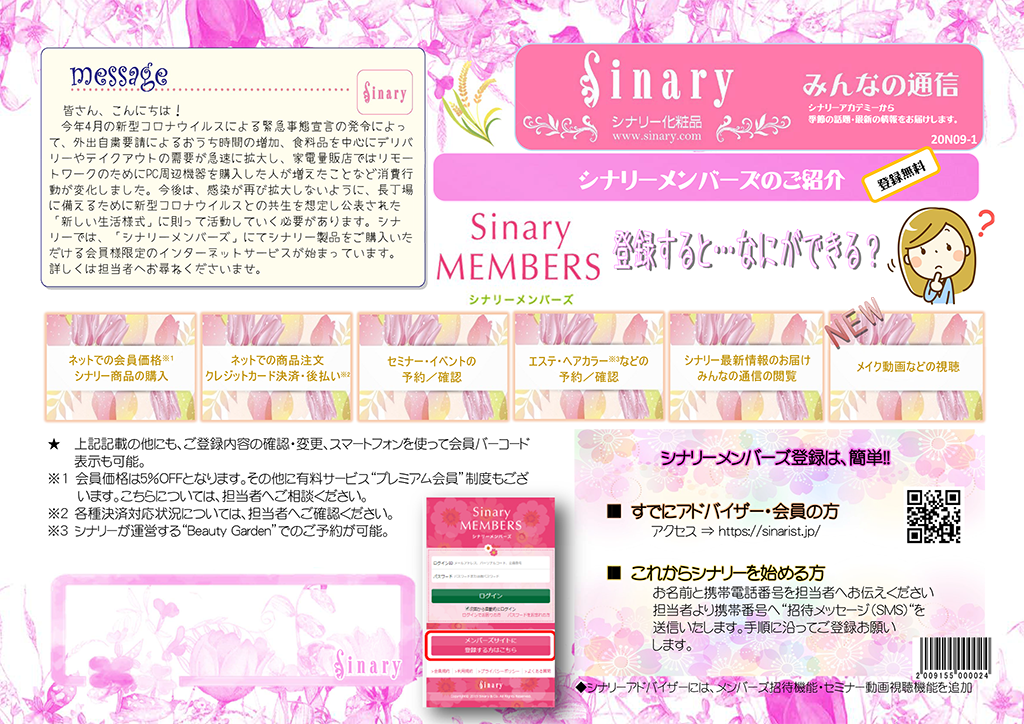 message
Sinary
皆さん、こんにちは！
今年4月の新型コロナウイルスによる緊急事態宣言の発令によっ
て、外出自粛要請によるおうち時間の増加、食料品を中心にデリバ
リーやテイクアウトの需要が急速に拡大し、家電量販店ではリモー
トワークのためにPC周辺機器を購入した人が増えたことなど消費行
動が変化しました。今後は、感染が再び拡大しないように、長丁場
に備えるために新型コロナウイルスとの共生を想定し公表された
「新しい生活様式」に則って活動していく必要があります。シナ
リーでは、「シナリーメンバーズ」にてシナリー製品をご購入いた
だける会員様限定のインターネットサービスが始まっています。
詳しくは担当者へお尋ねくださいませ。
Sinary
シナリー化粧品
www.sinary.com
みんなの通信
シナリーアカデミーから
季節の話題・最新の情報をお届けします。
20N09-1
シナリーメンバーズのご紹介
登録無料
Sinary
MEMBERS
シナリーメンバーズ
登録すると…なにができる？
?
ネットでの会員価格※1
シナリー商品の購入
ネットでの商品注文
クレジットカード決済・後払い※2
セミナー・イベントの
予約／確認
エステ・ヘアカラー※3などの
予約／確認
シナリー最新情報のお届け
みんなの通信の閲覧
NEW
メイク動画などの視聴
★ 上記記載の他にも、ご登録内容の確認・変更、スマートフォンを使って会員バーコード
表示も可能。
※1 会員価格は5％OFFとなります。その他に有料サービス“プレミアム会員”制度もござ
います。こちらについては、担当者へご相談ください。
※2 各種決済対応状況については、担当者へご確認ください。
※3 シナリーが運営する“Beauty Garden”でのご予約が可能。
Sinary
Sinary
MEMBERS
シナリーメンバーズ
ログインID
パスワード
ログイン
メンバーズサイトに
登録する方はこちら
Sinary
シナリーメンバーズ登録は、簡単!!
■ すでにアドバイザー・会員の方
アクセス ⇒ https://sinarist.jp/
■ これからシナリーを始める方
お名前と携帯電話番号を担当者へお伝えください
担当者より携帯番号へ“招待メッセージ（SMS）“を
送信いたします。手順に沿ってご登録お願い
します。
2009155000024
◆シナリーアドバイザーには、メンバーズ招待機能・セミナー動画視聴機能を追加